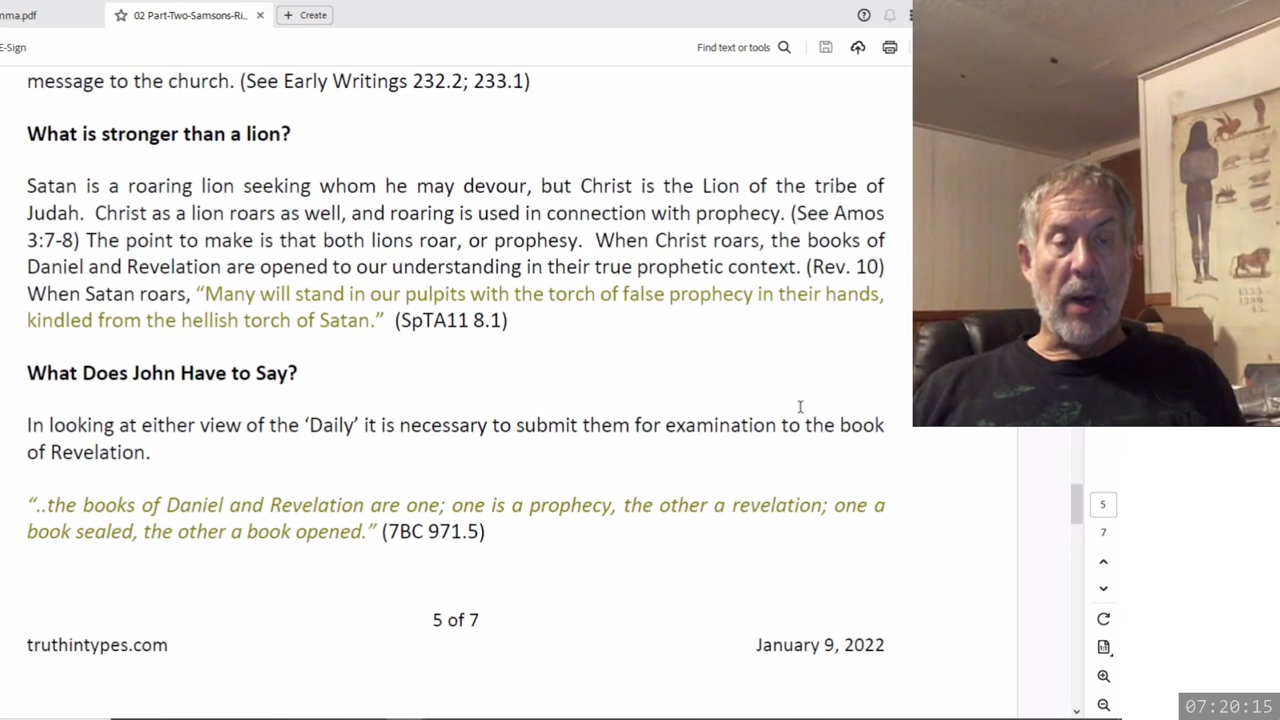 mma.pdf
02 Part-Two-Samsons-Ri...
Create
E-Sign
Find text or tools
message to the church. (See Early Writings 232.2; 233.1)
What is stronger than a lion?
Satan is a roaring lion seeking whom he may devour, but Christ is the Lion of the tribe of
Judah. Christ as a lion roars as well, and roaring is used in connection with prophecy. (See Amos
3:7-8) The point to make is that both lions roar, or prophesy. When Christ roars, the books of
Daniel and Revelation are opened to our understanding in their true prophetic context. (Rev. 10)
When Satan roars, “Many will stand in our pulpits with the torch of false prophecy in their hands,
kindled from the hellish torch of Satan.” (SpTA11 8.1)
What Does John Have to Say?
In looking at either view of the ‘Daily’ it is necessary to submit them for examination to the book
of Revelation.
“..the books of Daniel and Revelation are one; one is a prophecy, the other a revelation; one a
book sealed, the other a book opened.” (7BC 971.5)
5 of 7
truthintypes.com
January 9, 2022
5
7
07:20:15